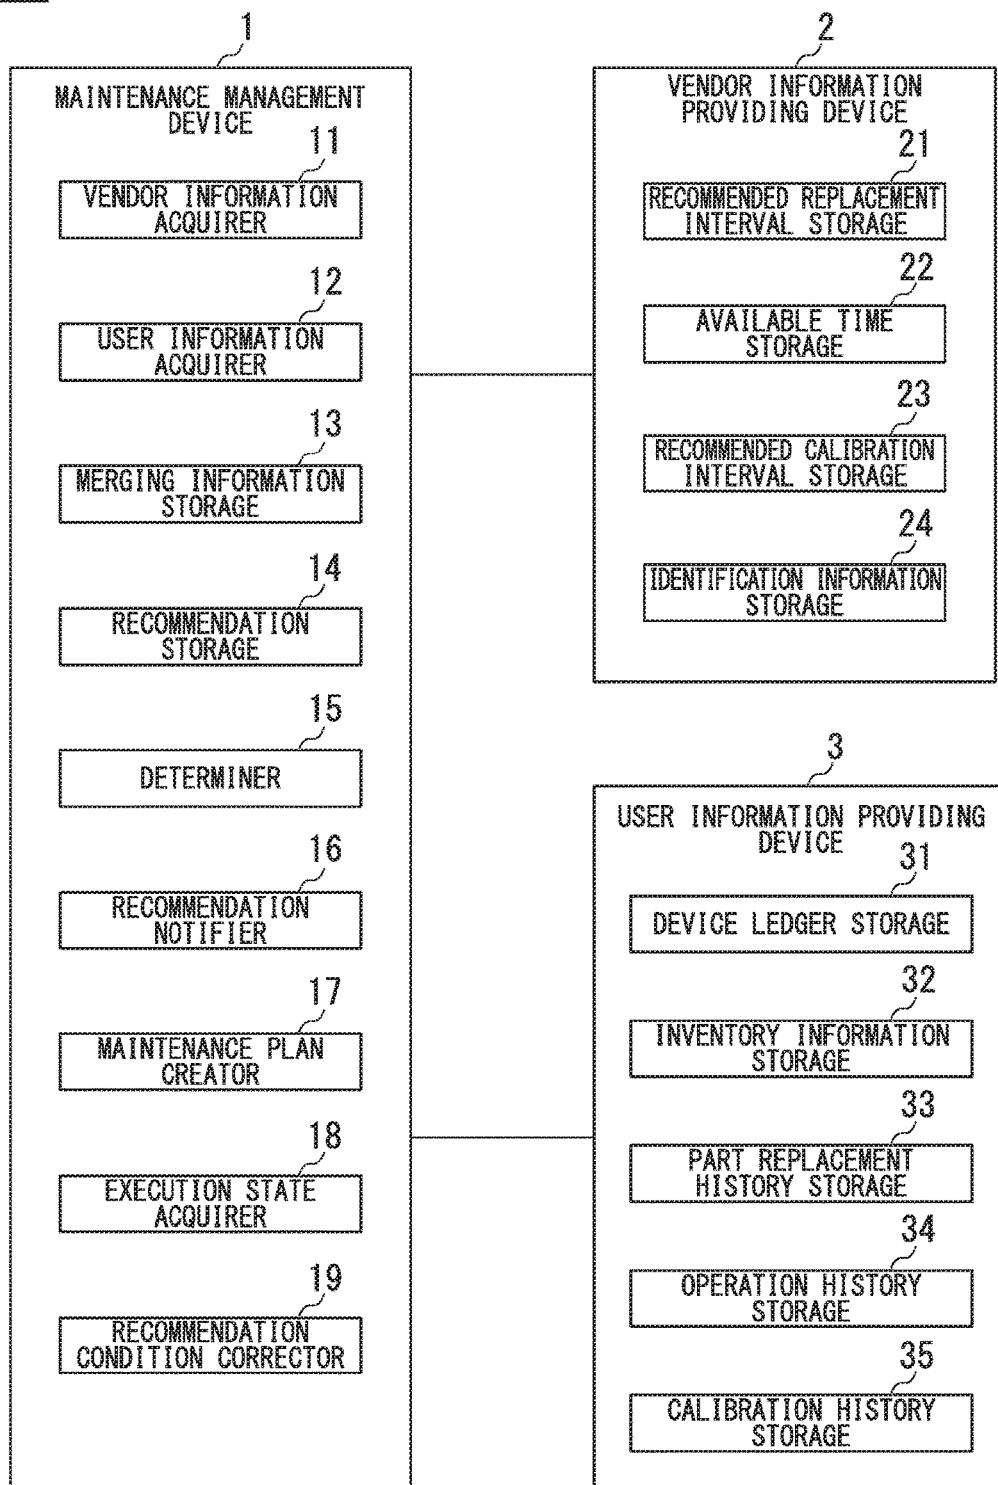 1
MAINTENANCE MANAGEMENT
DEVICE
11
VENDOR INFORMATION
ACQUIRER
12
USER INFORMATION
ACQUIRER
13
MERGING INFORMATION
STORAGE
14
RECOMMENDATION
STORAGE
15
DETERMINER
16
RECOMMENDATION
NOTIFIER
17
MAINTENANCE PLAN
CREATOR
18
EXECUTION STATE
ACQUIRER
19
RECOMMENDATION
CONDITION CORRECTOR
2
VENDOR INFORMATION
PROVIDING DEVICE
21
RECOMMENDED REPLACEMENT
INTERVAL STORAGE
22
AVAILABLE TIME
STORAGE
23
RECOMMENDED CALIBRATION
INTERVAL STORAGE
24
IDENTIFICATION INFORMATION
STORAGE
3
USER INFORMATION PROVIDING
DEVICE
31
DEVICE LEDGER STORAGE
32
INVENTORY INFORMATION
STORAGE
33
PART REPLACEMENT
HISTORY STORAGE
34
OPERATION HISTORY
STORAGE
35
CALIBRATION HISTORY
STORAGE